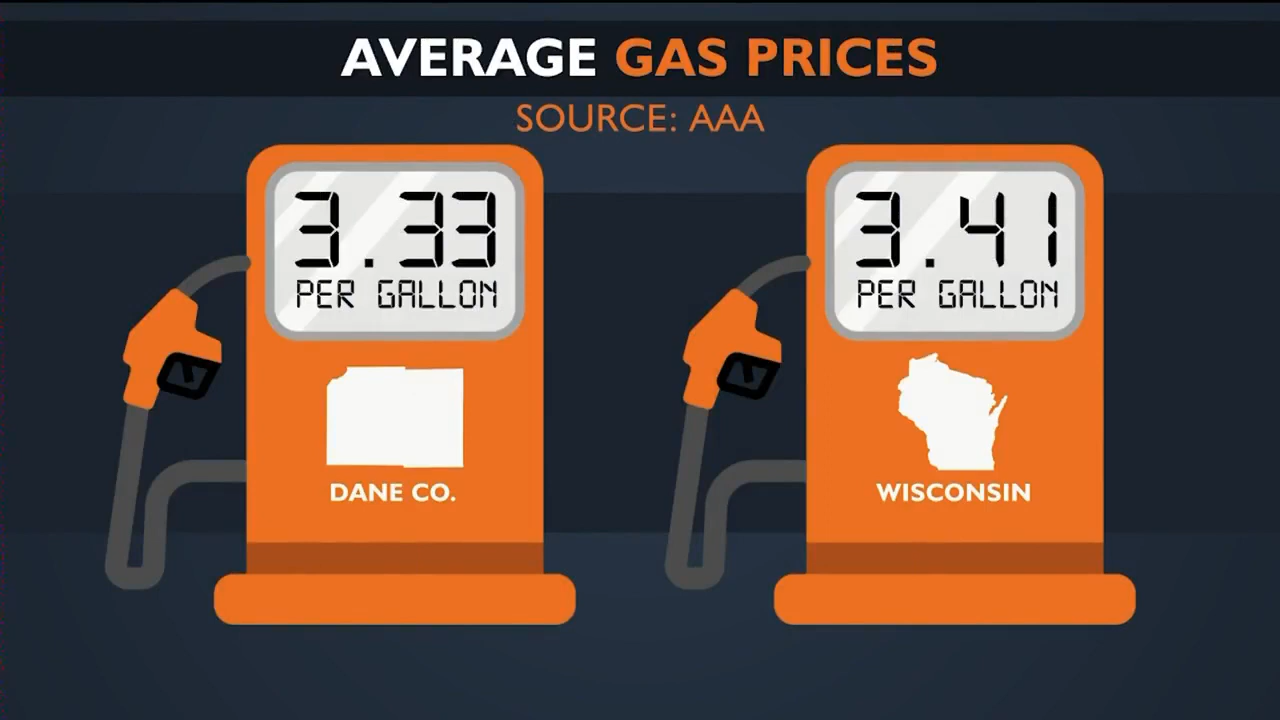 AVERAGE GAS PRICES
SOURCE: AAA
3.33
PER GALLON
DANE CO.
3.41
PER GALLON
WISCONSIN